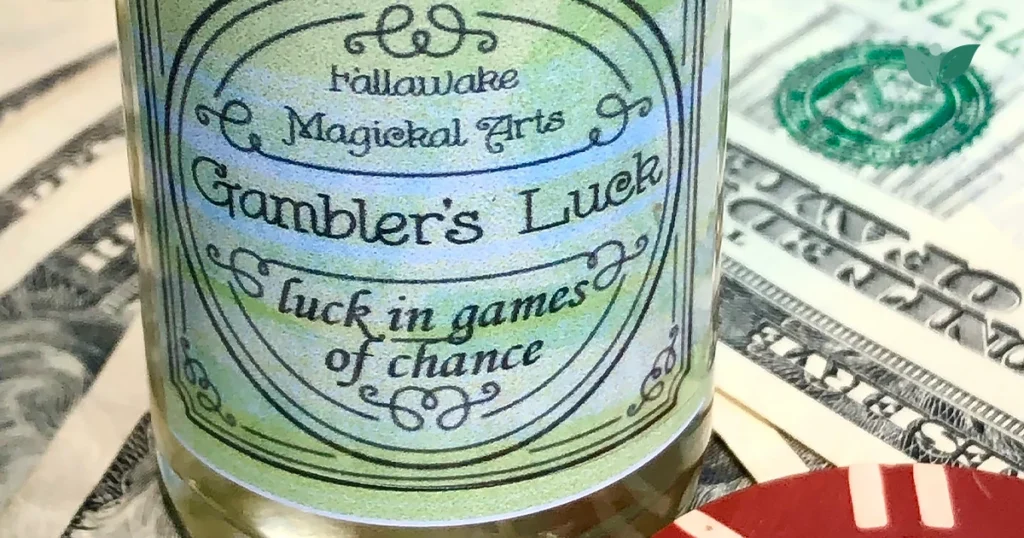 Fallawake
Magickal Arts
Gambler's Luck
luck in games
of chance